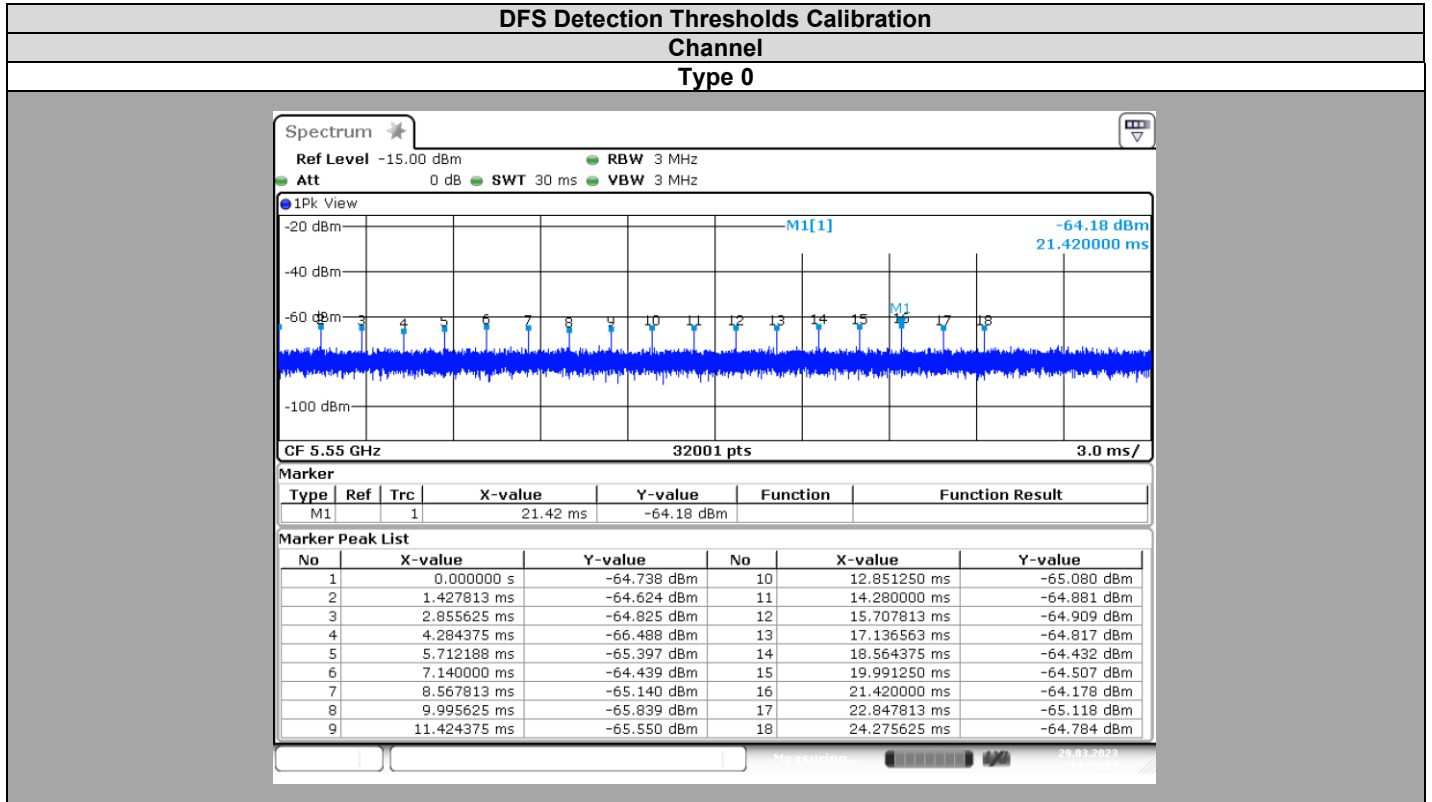 DFS Detection Thresholds Calibration
Channel
Type 0
Spectrum
Ref Level -15.00 dBm RBW 3 MHz
Att 0 dB SWT 30 ms VBW 3 MHz
1Pk View
-20 dBm M1[1] -64.18 dBm
21.420000 ms
-40 dBm
M1
-60 dBm 2 3 4 5 6 7 8 9 10 11 12 13 14 15 16 17 18
-100 dBm
CF 5.55 GHz 32001 pts 3.0 ms/
Marker
Type Ref Trc X-value Y-value Function Function Result
M1 1 21.42 ms -64.18 dBm
Marker Peak List
No X-value Y-value No X-value Y-value
1 0.000000 s -64.738 dBm 10 12.851250 ms -65.080 dBm
2 1.427813 ms -64.624 dBm 11 14.280000 ms -64.881 dBm
3 2.855625 ms -64.825 dBm 12 15.707813 ms -64.909 dBm
4 4.284375 ms -66.488 dBm 13 17.136563 ms -64.817 dBm
5 5.712188 ms -65.397 dBm 14 18.564375 ms -64.432 dBm
6 7.140000 ms -64.439 dBm 15 19.991250 ms -64.507 dBm
7 8.567813 ms -65.140 dBm 16 21.420000 ms -64.178 dBm
8 9.995625 ms -65.839 dBm 17 22.847813 ms -65.118 dBm
9 11.424375 ms -65.550 dBm 18 24.275625 ms -64.784 dBm
Measuring... 29.03.2023